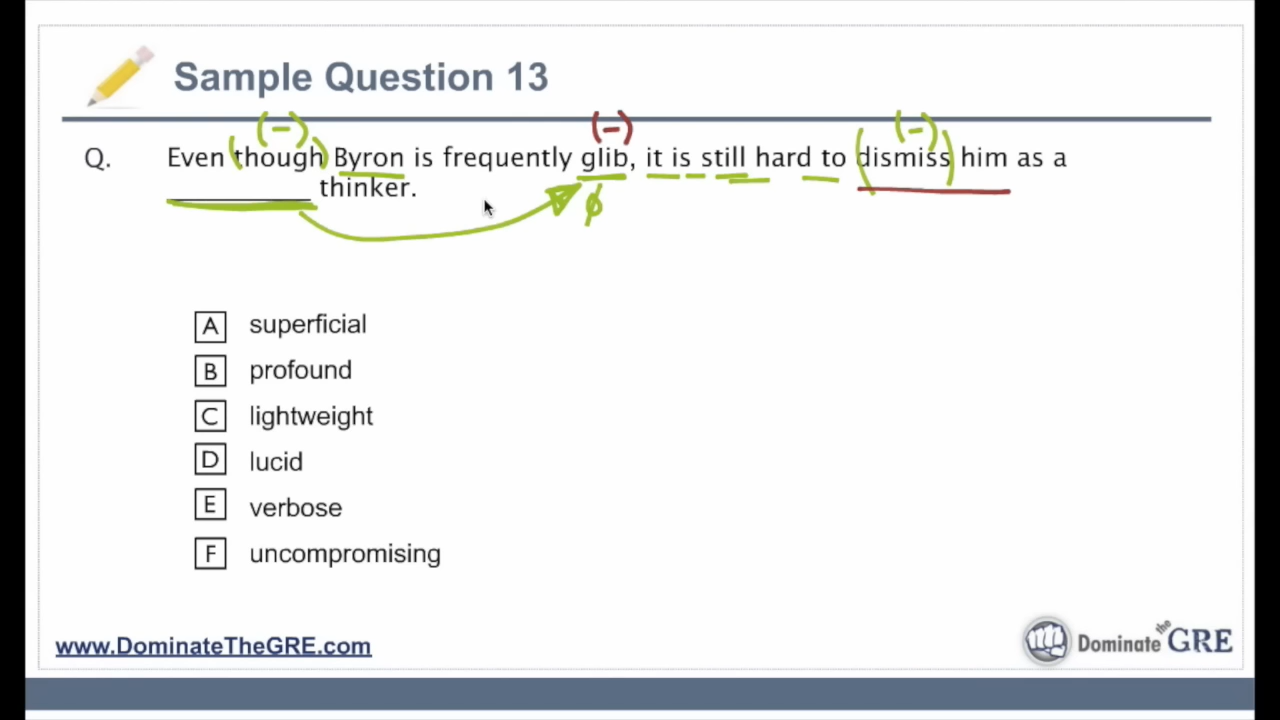 Sample Question 13
(-) (-) (-)
Q. Even though Byron is frequently glib, it is still hard to dismiss him as a
__________ thinker.
A superficial
B profound
C lightweight
D lucid
E verbose
F uncompromising
www.DominateTheGRE.com
Dominate the GRE